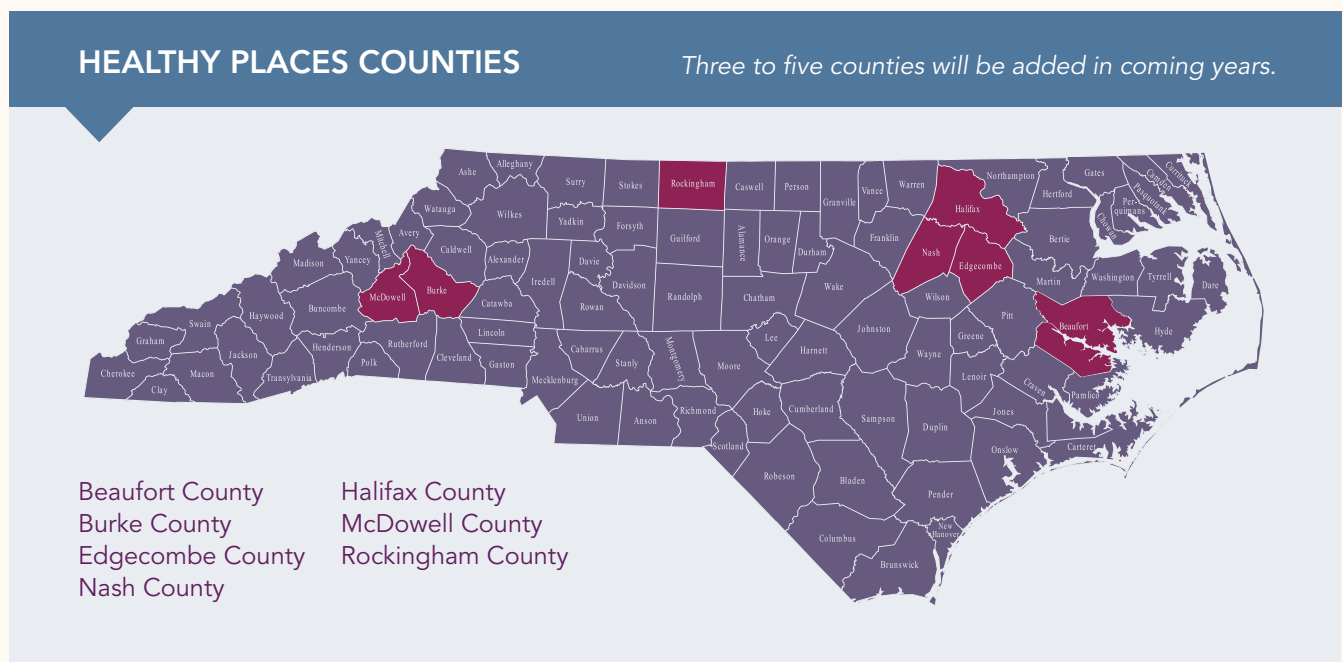 HEALTHY PLACES COUNTIES
Three to five counties will be added in coming years.
Alleghany
Ashe
Surry
Stokes
Rockingham
Caswell
Person
Granville
Vance
Warren
Northampton
Gates
Currituck
Camden
Pasquotank
Per-
quimans
Chowan
Hertford
Halifax
Watauga
Wilkes
Yadkin
Forsyth
Guilford
Alamance
Orange
Durham
Franklin
Nash
Edgecombe
Bertie
Mitchell
Avery
Caldwell
Alexander
Davie
Madison
Yancey
Iredell
Davidson
Martin
Washington
Tyrrell
Dare
McDowell
Burke
Catawba
Rowan
Randolph
Chatham
Wake
Wilson
Buncombe
Haywood
Swain
Pitt
Beaufort
Hyde
Graham
Jackson
Henderson
Rutherford
Lincoln
Cleveland
Gaston
Cabarrus
Stanly
Montgomery
Moore
Lee
Harnett
Johnston
Greene
Wayne
Cherokee
Macon
Clay
Transylvania
Polk
Mecklenburg
Lenoir
Craven
Pamlico
Union
Anson
Richmond
Hoke
Cumberland
Sampson
Duplin
Jones
Scotland
Onslow
Carteret
Robeson
Bladen
Pender
Columbus
New
Hanover
Brunswick
Beaufort County
Burke County
Edgecombe County
Nash County
Halifax County
McDowell County
Rockingham County